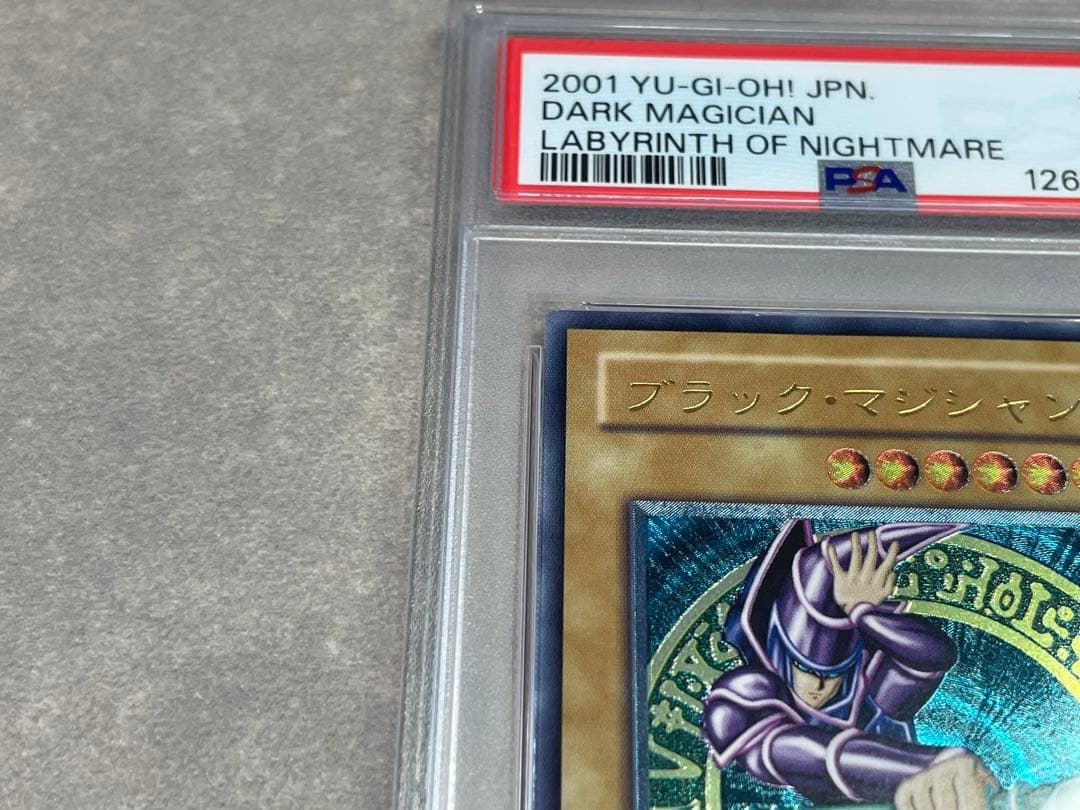 2001 YU-GI-OH! JPN.
DARK MAGICIAN
LABYRINTH OF NIGHTMARE
PSA
126
ブラック・マジシャン